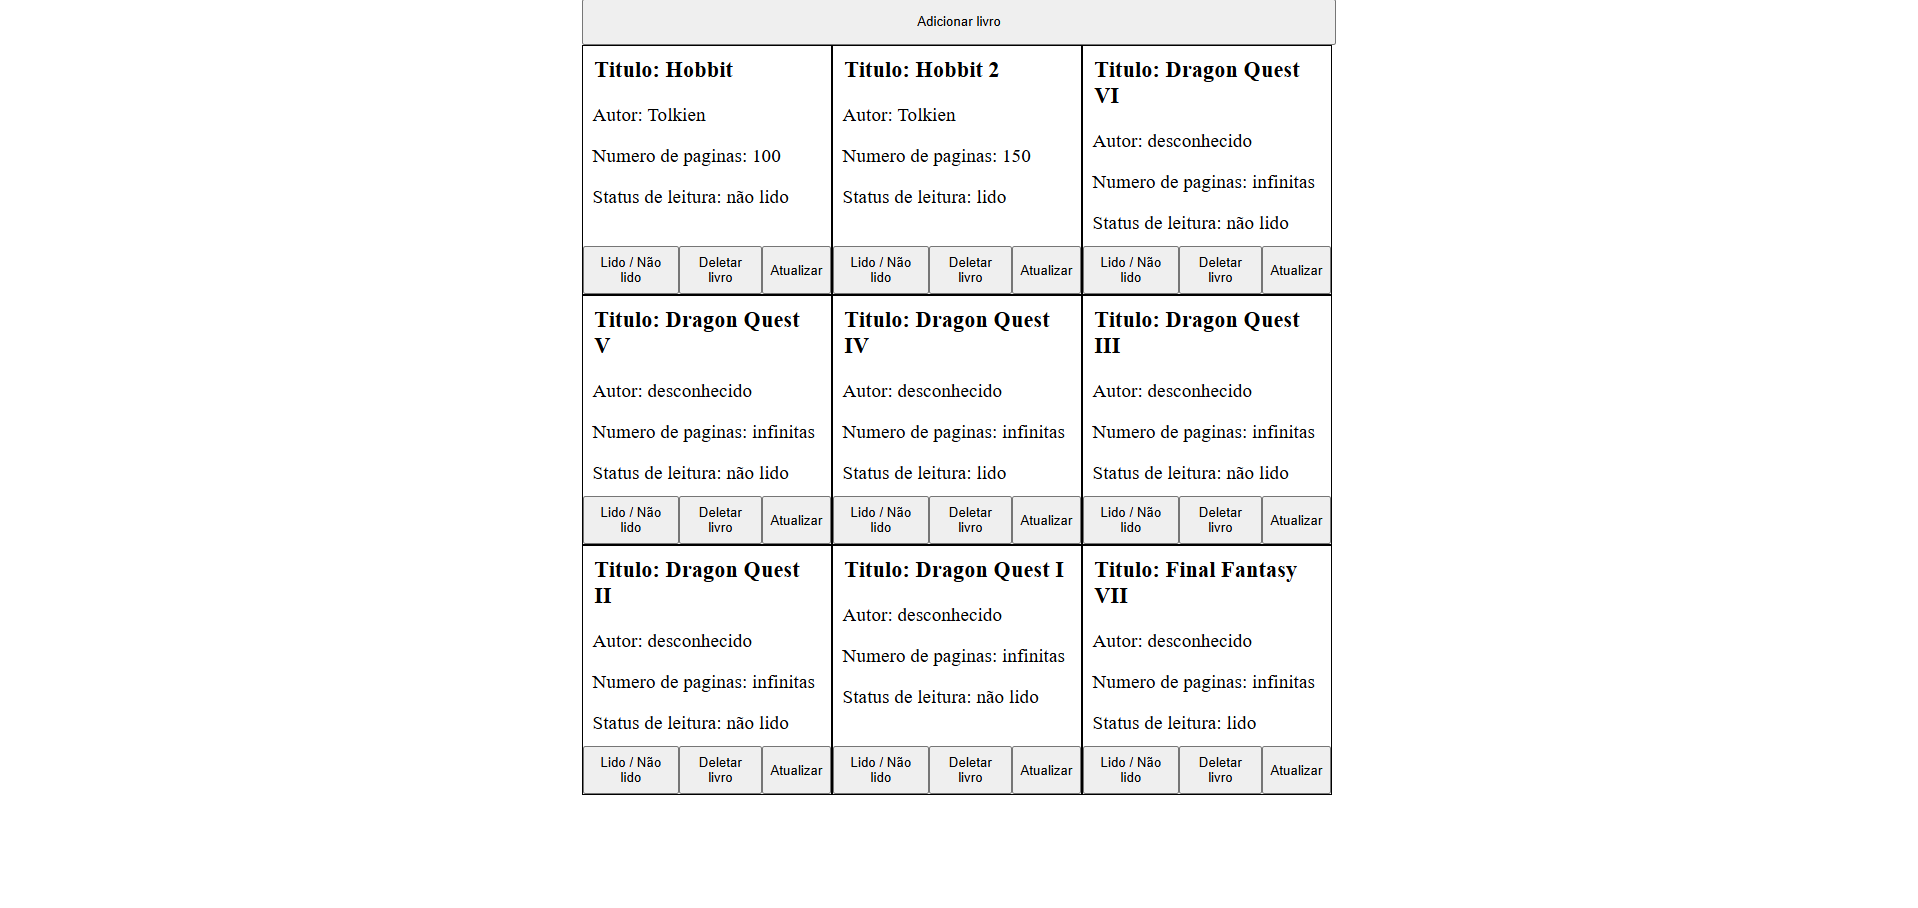 Adicionar livro
Titulo: Hobbit
Autor: Tolkien
Numero de paginas: 100
Status de leitura: não lido
Lido / Não
lido
Deletar
livro
Atualizar
Titulo: Hobbit 2
Autor: Tolkien
Numero de paginas: 150
Status de leitura: lido
Lido / Não
lido
Deletar
livro
Atualizar
Titulo: Dragon Quest
VI
Autor: desconhecido
Numero de paginas: infinitas
Status de leitura: não lido
Lido / Não
lido
Deletar
livro
Atualizar
Titulo: Dragon Quest
V
Autor: desconhecido
Numero de paginas: infinitas
Status de leitura: não lido
Lido / Não
lido
Deletar
livro
Atualizar
Titulo: Dragon Quest
IV
Autor: desconhecido
Numero de paginas: infinitas
Status de leitura: lido
Lido / Não
lido
Deletar
livro
Atualizar
Titulo: Dragon Quest
III
Autor: desconhecido
Numero de paginas: infinitas
Status de leitura: não lido
Lido / Não
lido
Deletar
livro
Atualizar
Titulo: Dragon Quest
II
Autor: desconhecido
Numero de paginas: infinitas
Status de leitura: não lido
Lido / Não
lido
Deletar
livro
Atualizar
Titulo: Dragon Quest I
Autor: desconhecido
Numero de paginas: infinitas
Status de leitura: não lido
Lido / Não
lido
Deletar
livro
Atualizar
Titulo: Final Fantasy
VII
Autor: desconhecido
Numero de paginas: infinitas
Status de leitura: lido
Lido / Não
lido
Deletar
livro
Atualizar